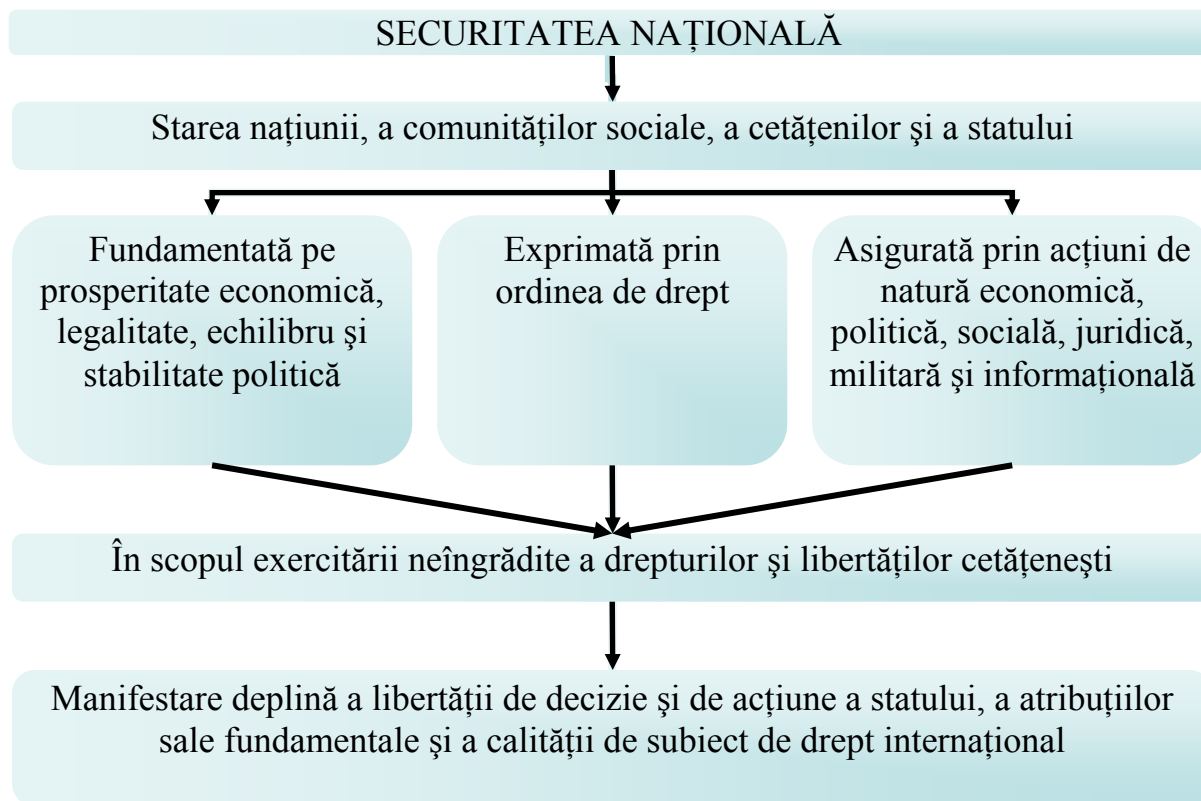 SECURITATEA NAȚIONALĂ
Starea națiunii, a comunităților sociale, a cetățenilor şi a statului
Fundamentată pe
prosperitate economică,
legalitate, echilibru şi
stabilitate politică
Exprimată prin
ordinea de drept
Asigurată prin acțiuni de
natură economică,
politică, socială, juridică,
militară şi informațională
În scopul exercitării neîngrădite a drepturilor şi libertăților cetățeneşti
Manifestare deplină a libertății de decizie şi de acțiune a statului, a atribuțiilor
sale fundamentale şi a calității de subiect de drept internațional